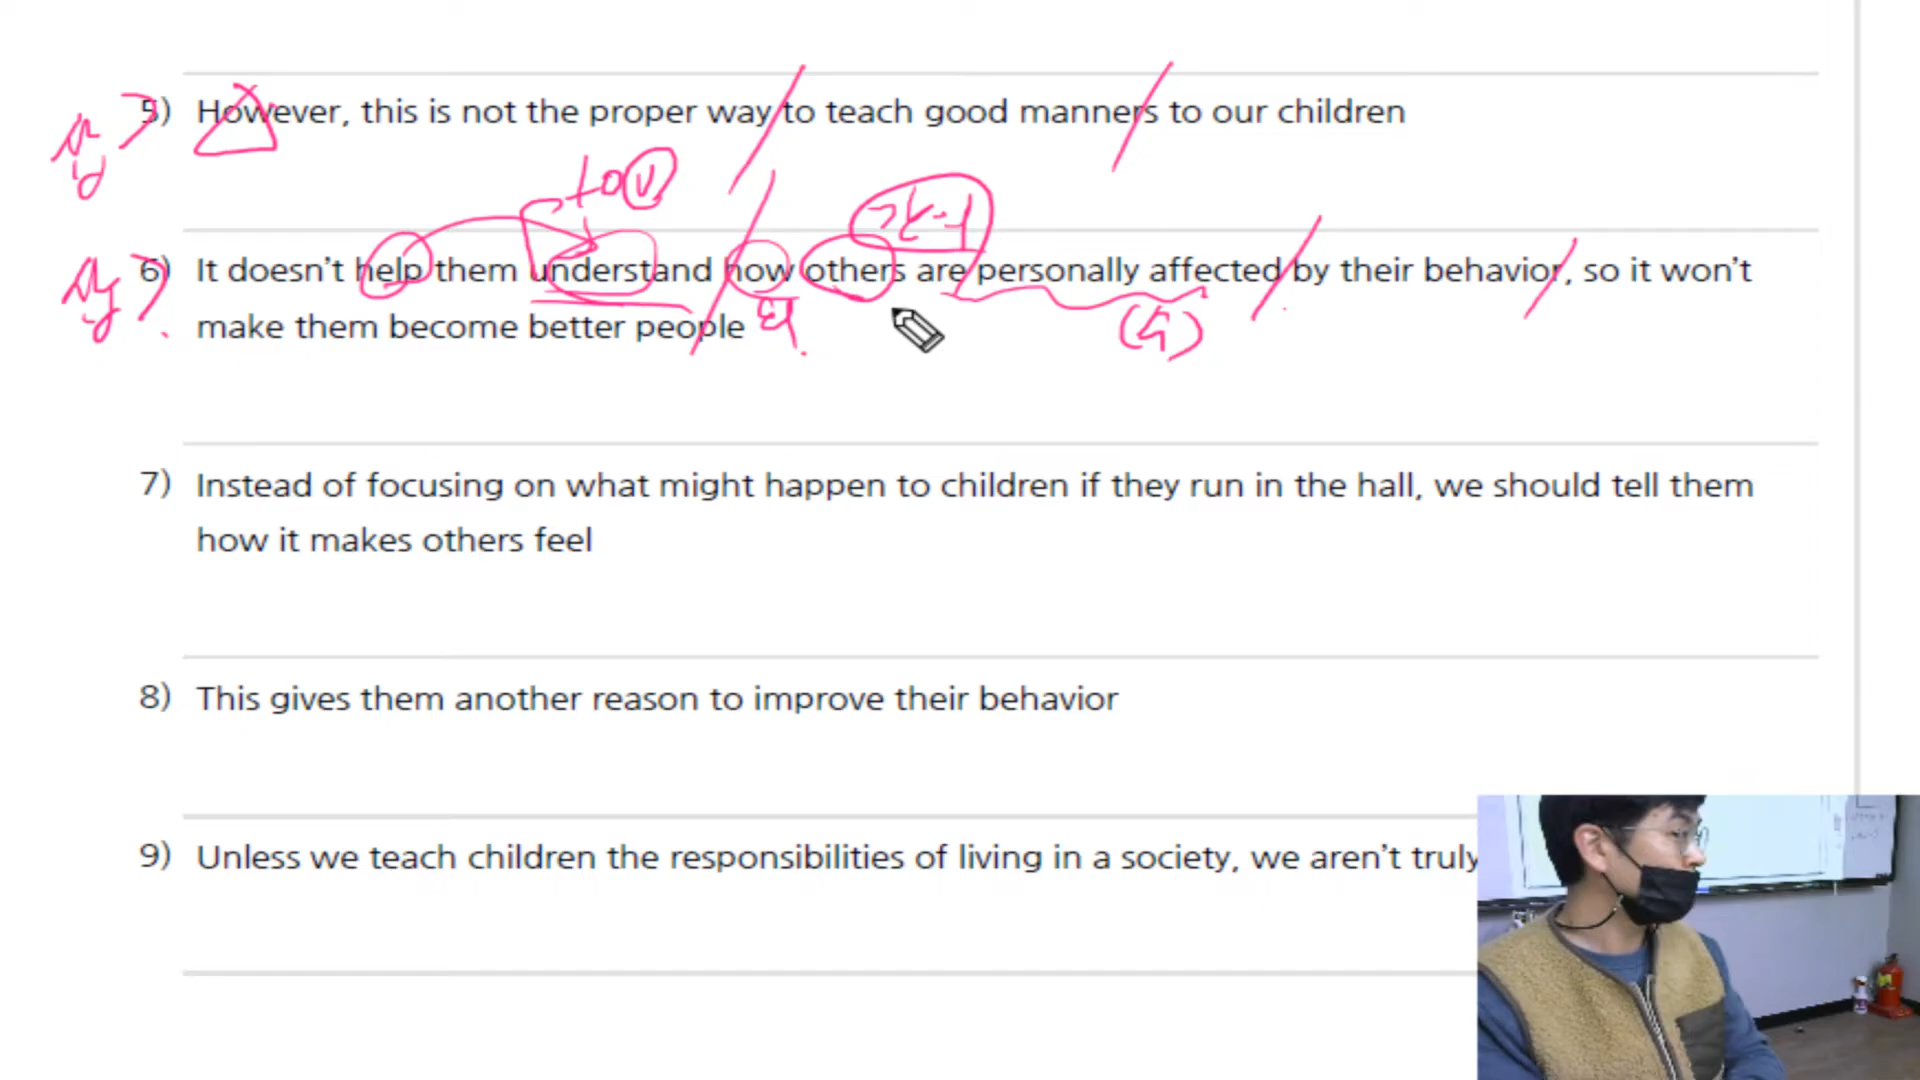 5) However, this is not the proper way to teach good manners to our children
to v
6) It doesn't help them understand how others are personally affected by their behavior, so it won't
make them become better people
7) Instead of focusing on what might happen to children if they run in the hall, we should tell them
how it makes others feel
8) This gives them another reason to improve their behavior
9) Unless we teach children the responsibilities of living in a society, we aren't truly